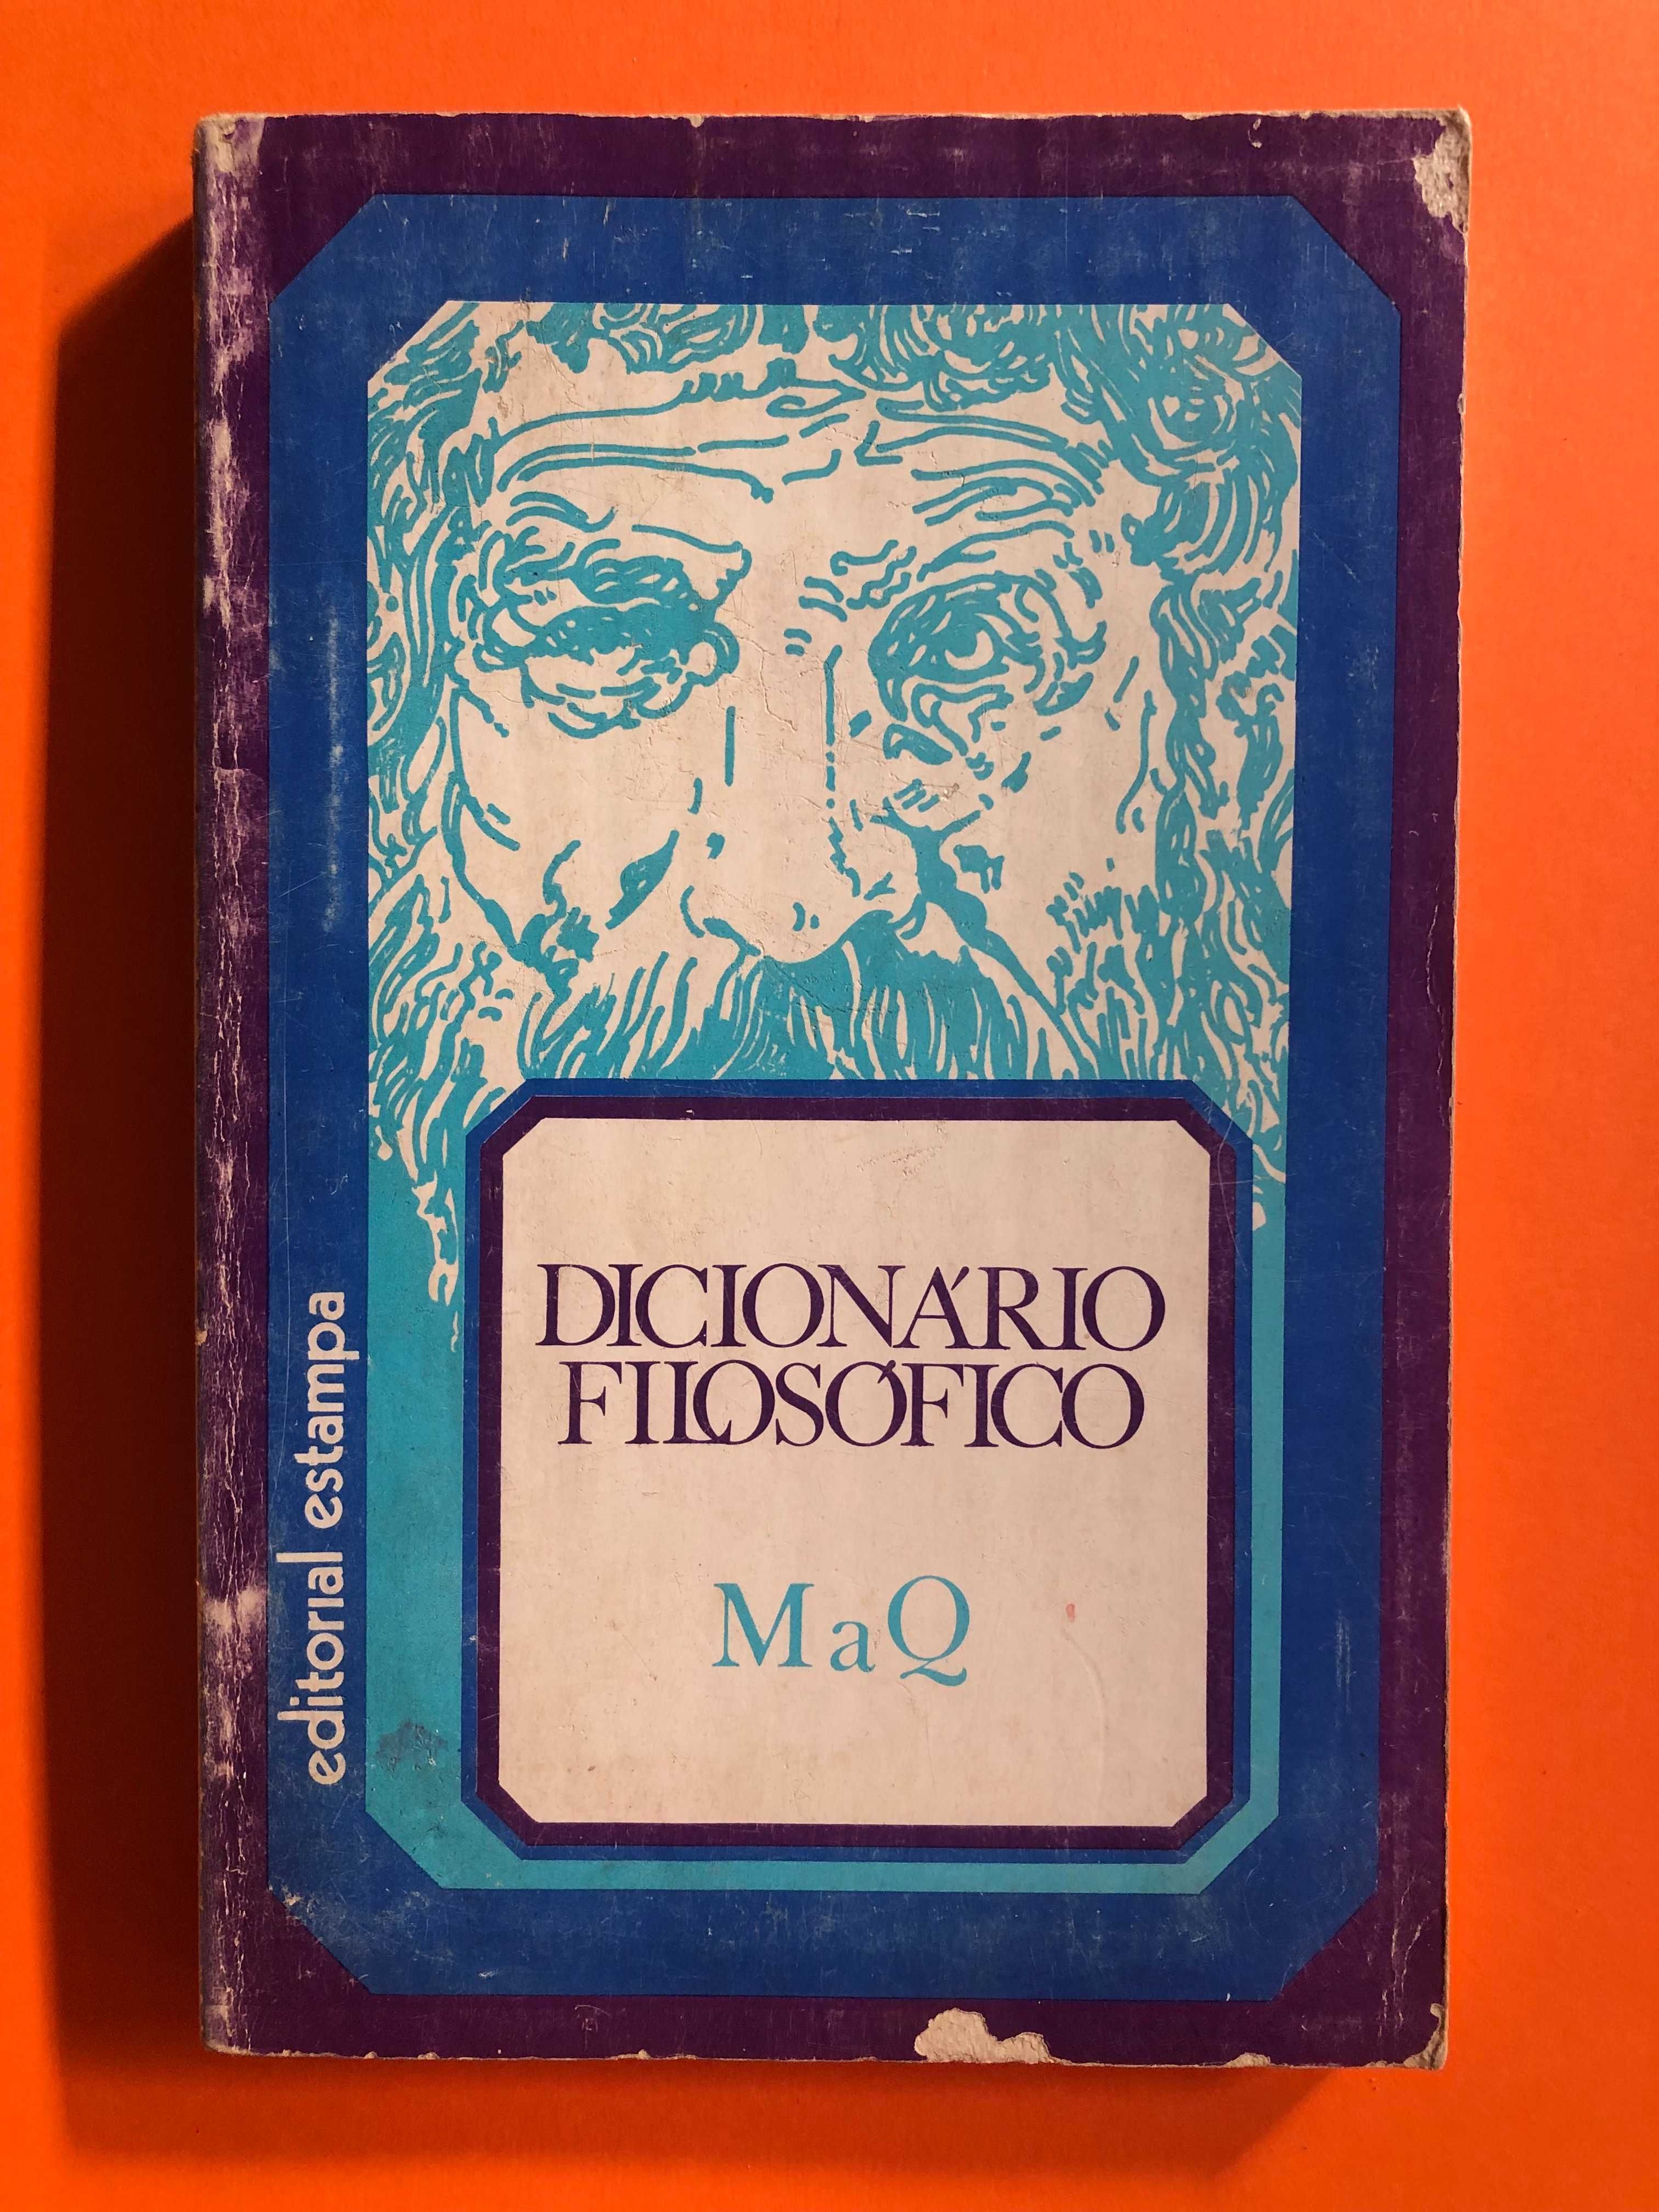 DICIONÁRIO
FILOSÓFICO
M a Q
editorial estampa